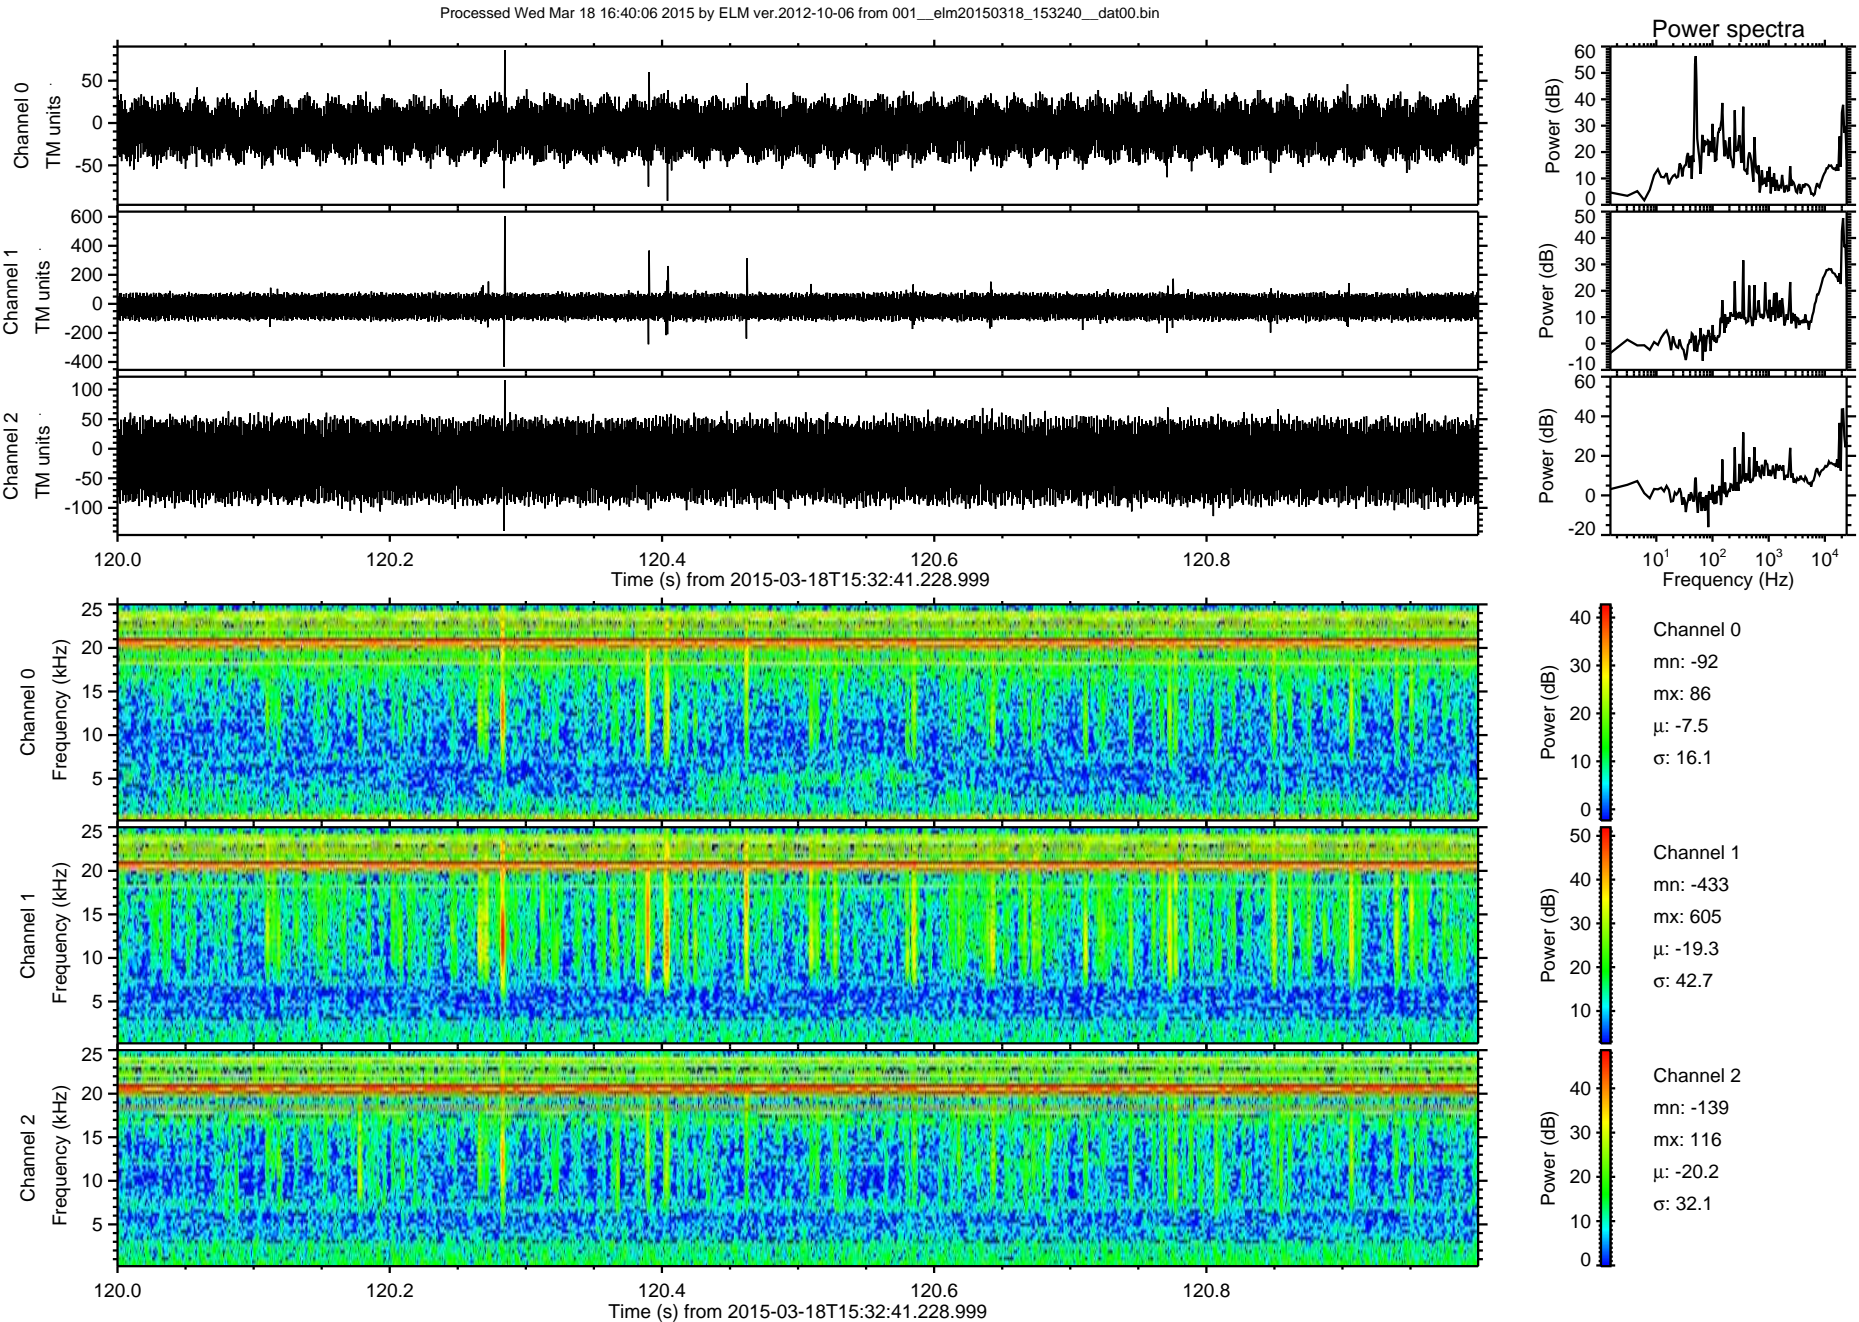 Processed Wed Mar 18 16:40:06 2015 by ELM ver.2012-10-06 from 001__elm20150318_153240__dat00.bin
Power spectra
Channel 0
TM units
50
0
-50
Power (dB)
60
50
40
30
20
10
0
Channel 1
TM units
600
400
200
0
-200
-400
Power (dB)
50
40
30
20
10
0
-10
Channel 2
TM units
100
50
0
-50
-100
Power (dB)
60
40
20
0
-20
120.0 120.2 120.4 120.6 120.8
Time (s) from 2015-03-18T15:32:41.228.999
10^1 10^2 10^3 10^4
Frequency (Hz)
Channel 0
Frequency (kHz)
25
20
15
10
5
Power (dB)
40
30
20
10
0
Channel 0
mn: -92
mx: 86
µ: -7.5
σ: 16.1
Channel 1
Frequency (kHz)
25
20
15
10
5
Power (dB)
50
40
30
20
10
Channel 1
mn: -433
mx: 605
µ: -19.3
σ: 42.7
Channel 2
Frequency (kHz)
25
20
15
10
5
Power (dB)
40
30
20
10
0
Channel 2
mn: -139
mx: 116
µ: -20.2
σ: 32.1
120.0 120.2 120.4 120.6 120.8
Time (s) from 2015-03-18T15:32:41.228.999